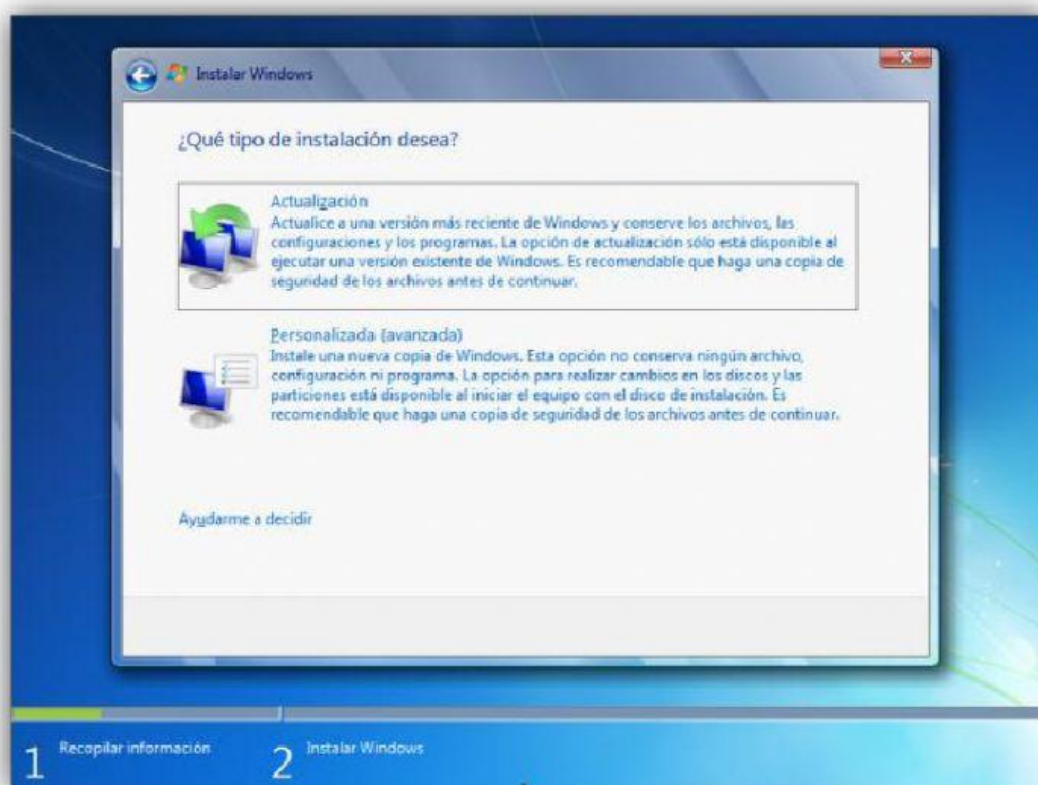 Instalar Windows
¿Qué tipo de instalación desea?
Actualización
Actualice a una versión más reciente de Windows y conserve los archivos, las
configuraciones y los programas. La opción de actualización sólo está disponible al
ejecutar una versión existente de Windows. Es recomendable que haga una copia de
seguridad de los archivos antes de continuar.
Personalizada (avanzada)
Instale una nueva copia de Windows. Esta opción no conserva ningún archivo,
configuración ni programa. La opción para realizar cambios en los discos y las
particiones está disponible al iniciar el equipo con el disco de instalación. Es
recomendable que haga una copia de seguridad de los archivos antes de continuar.
Ayudarme a decidir
1 Recopilar información
2 Instalar Windows